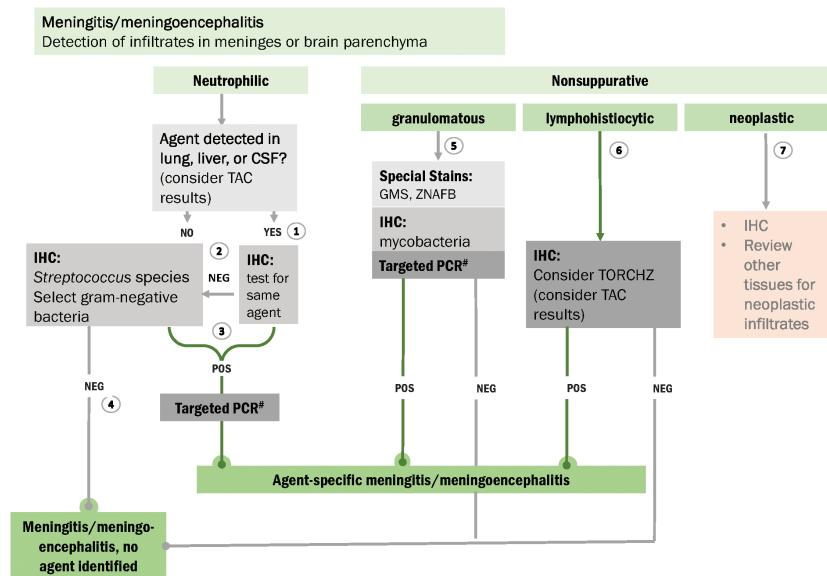 Meningitis/meningoencephalitis
Detection of infiltrates in meninges or brain parenchyma
Neutrophilic
Nonsuppurative
granulomatous
lymphohistiocytic
neoplastic
Agent detected in
lung, liver, or CSF?
(consider TAC
results)
5
6
7
Special Stains:
GMS, ZNAFB
IHC:
mycobacteria
Targeted PCR#
NO
YES
1
2
IHC:
Streptococcus species
Select gram-negative
bacteria
NEG
IHC:
test for
same
agent
IHC:
Consider TORCHZ
(consider TAC
results)
• IHC
• Review
other
tissues for
neoplastic
infiltrates
3
POS
NEG
4
Targeted PCR#
POS
NEG
POS
NEG
Agent-specific meningitis/meningoencephalitis
Meningitis/meningo-
encephalitis, no
agent identified